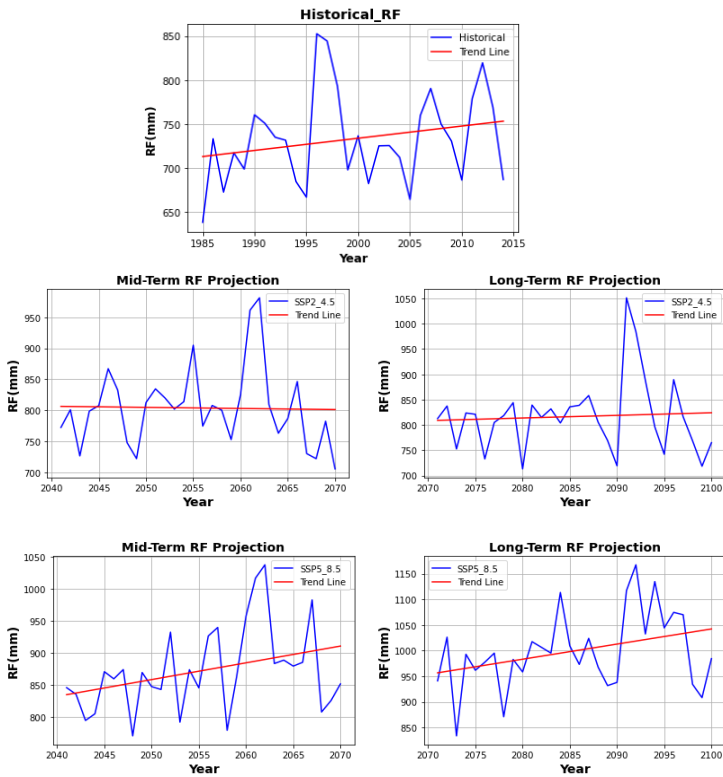 Historical_RF
Historical
Trend Line
850
800
750
700
650
RF(mm)
1985 1990 1995 2000 2005 2010 2015
Year
Mid-Term RF Projection
SSP2_4.5
Trend Line
950
900
850
800
750
700
RF(mm)
2040 2045 2050 2055 2060 2065 2070
Year
Long-Term RF Projection
SSP2_4.5
Trend Line
1050
1000
950
900
850
800
750
700
RF(mm)
2070 2075 2080 2085 2090 2095 2100
Year
Mid-Term RF Projection
SSP5_8.5
Trend Line
1050
1000
950
900
850
800
RF(mm)
2040 2045 2050 2055 2060 2065 2070
Year
Long-Term RF Projection
SSP5_8.5
Trend Line
1150
1100
1050
1000
950
900
850
RF(mm)
2070 2075 2080 2085 2090 2095 2100
Year